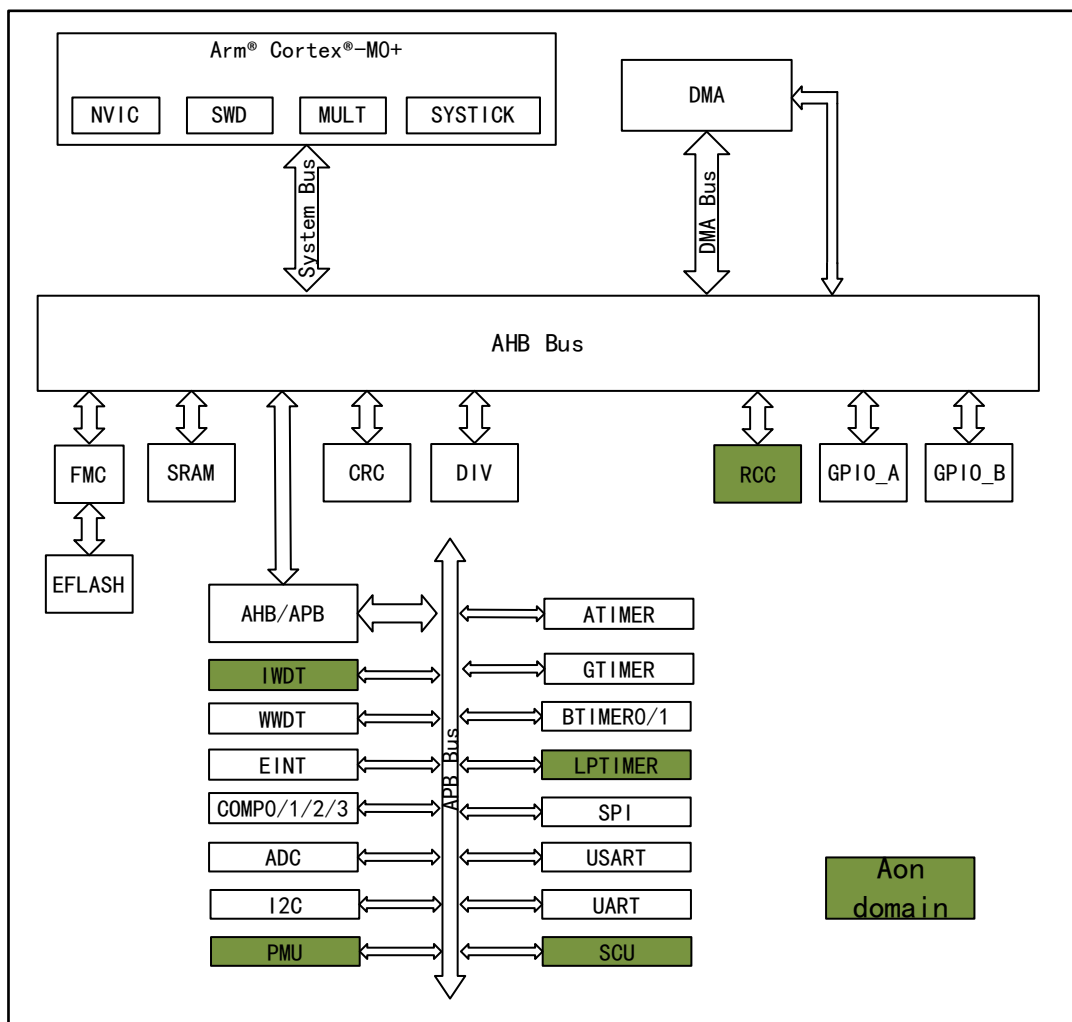 Arm® Cortex®-M0+
NVIC
SWD
MULT
SYSTICK
DMA
System Bus
DMA Bus
AHB Bus
FMC
SRAM
CRC
DIV
RCC
GPIO_A
GPIO_B
EFLASH
AHB/APB
ATIMER
IWDT
GTIMER
WWDT
BTIMER0/1
EINT
APB Bus
LPTIMER
COMP0/1/2/3
SPI
ADC
USART
I2C
UART
PMU
SCU
Aon
domain